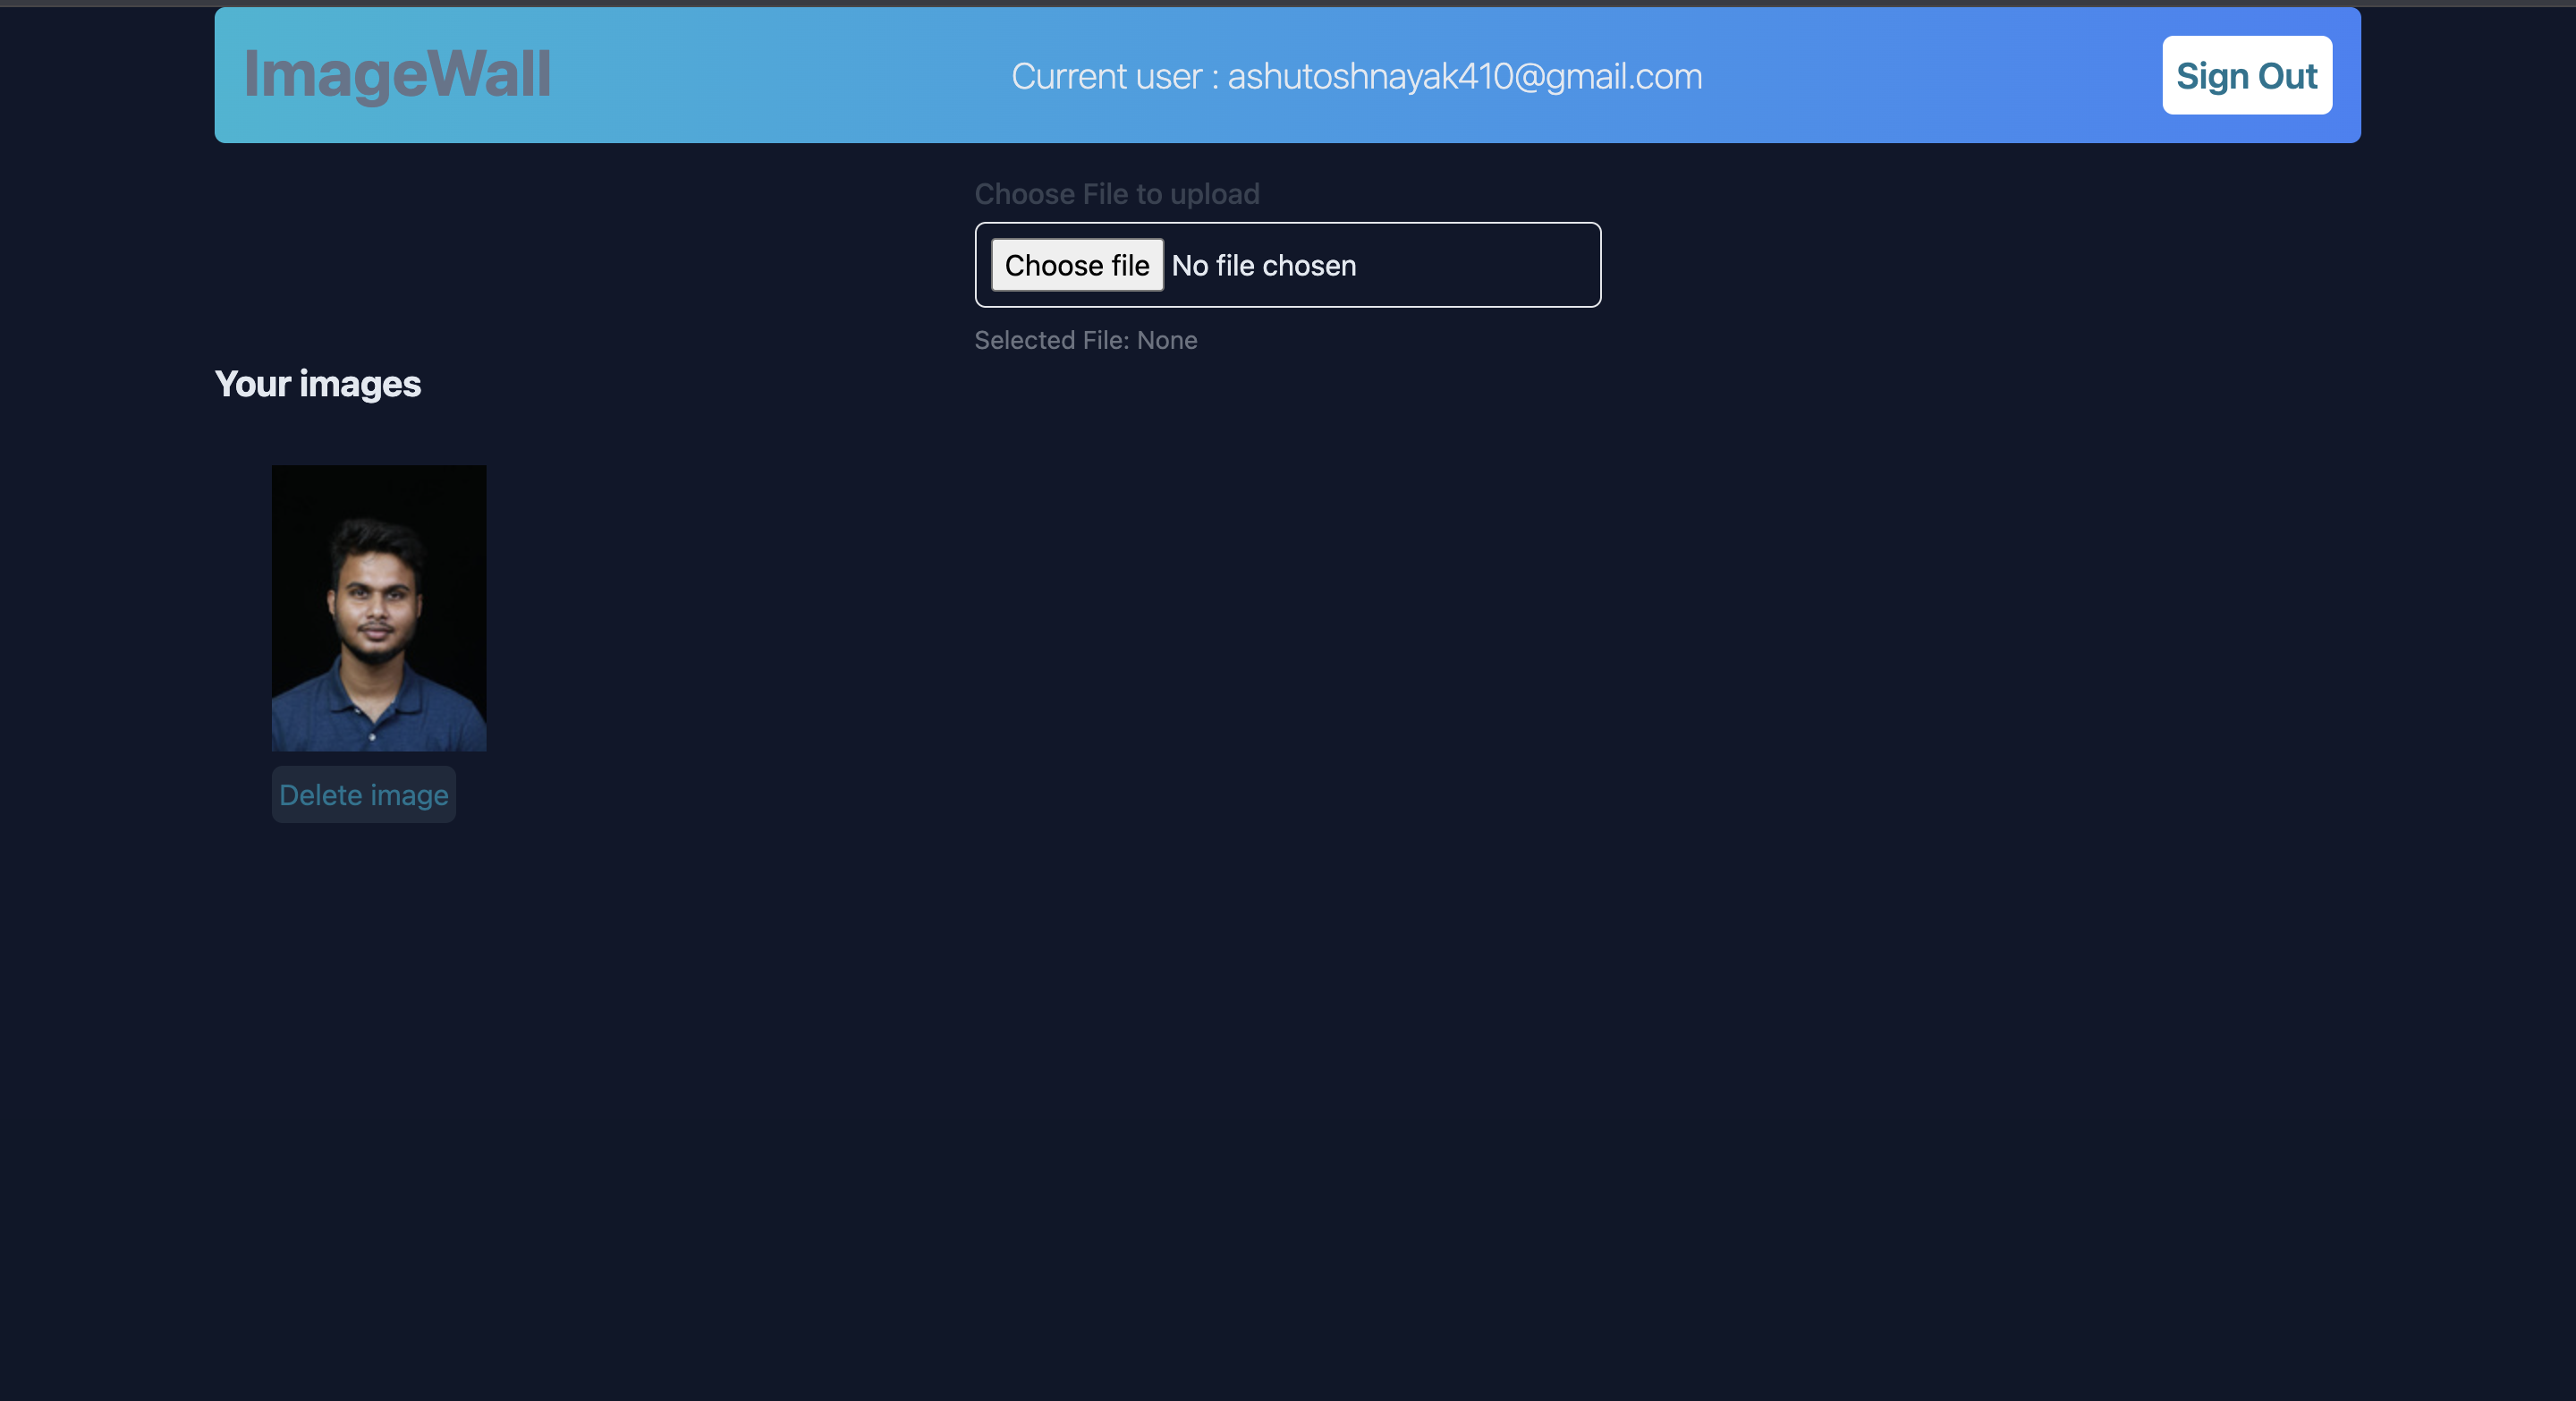 ImageWall
Current user : ashutoshnayak410@gmail.com
Sign Out
Choose File to upload
Choose file No file chosen
Selected File: None
Your images
Delete image